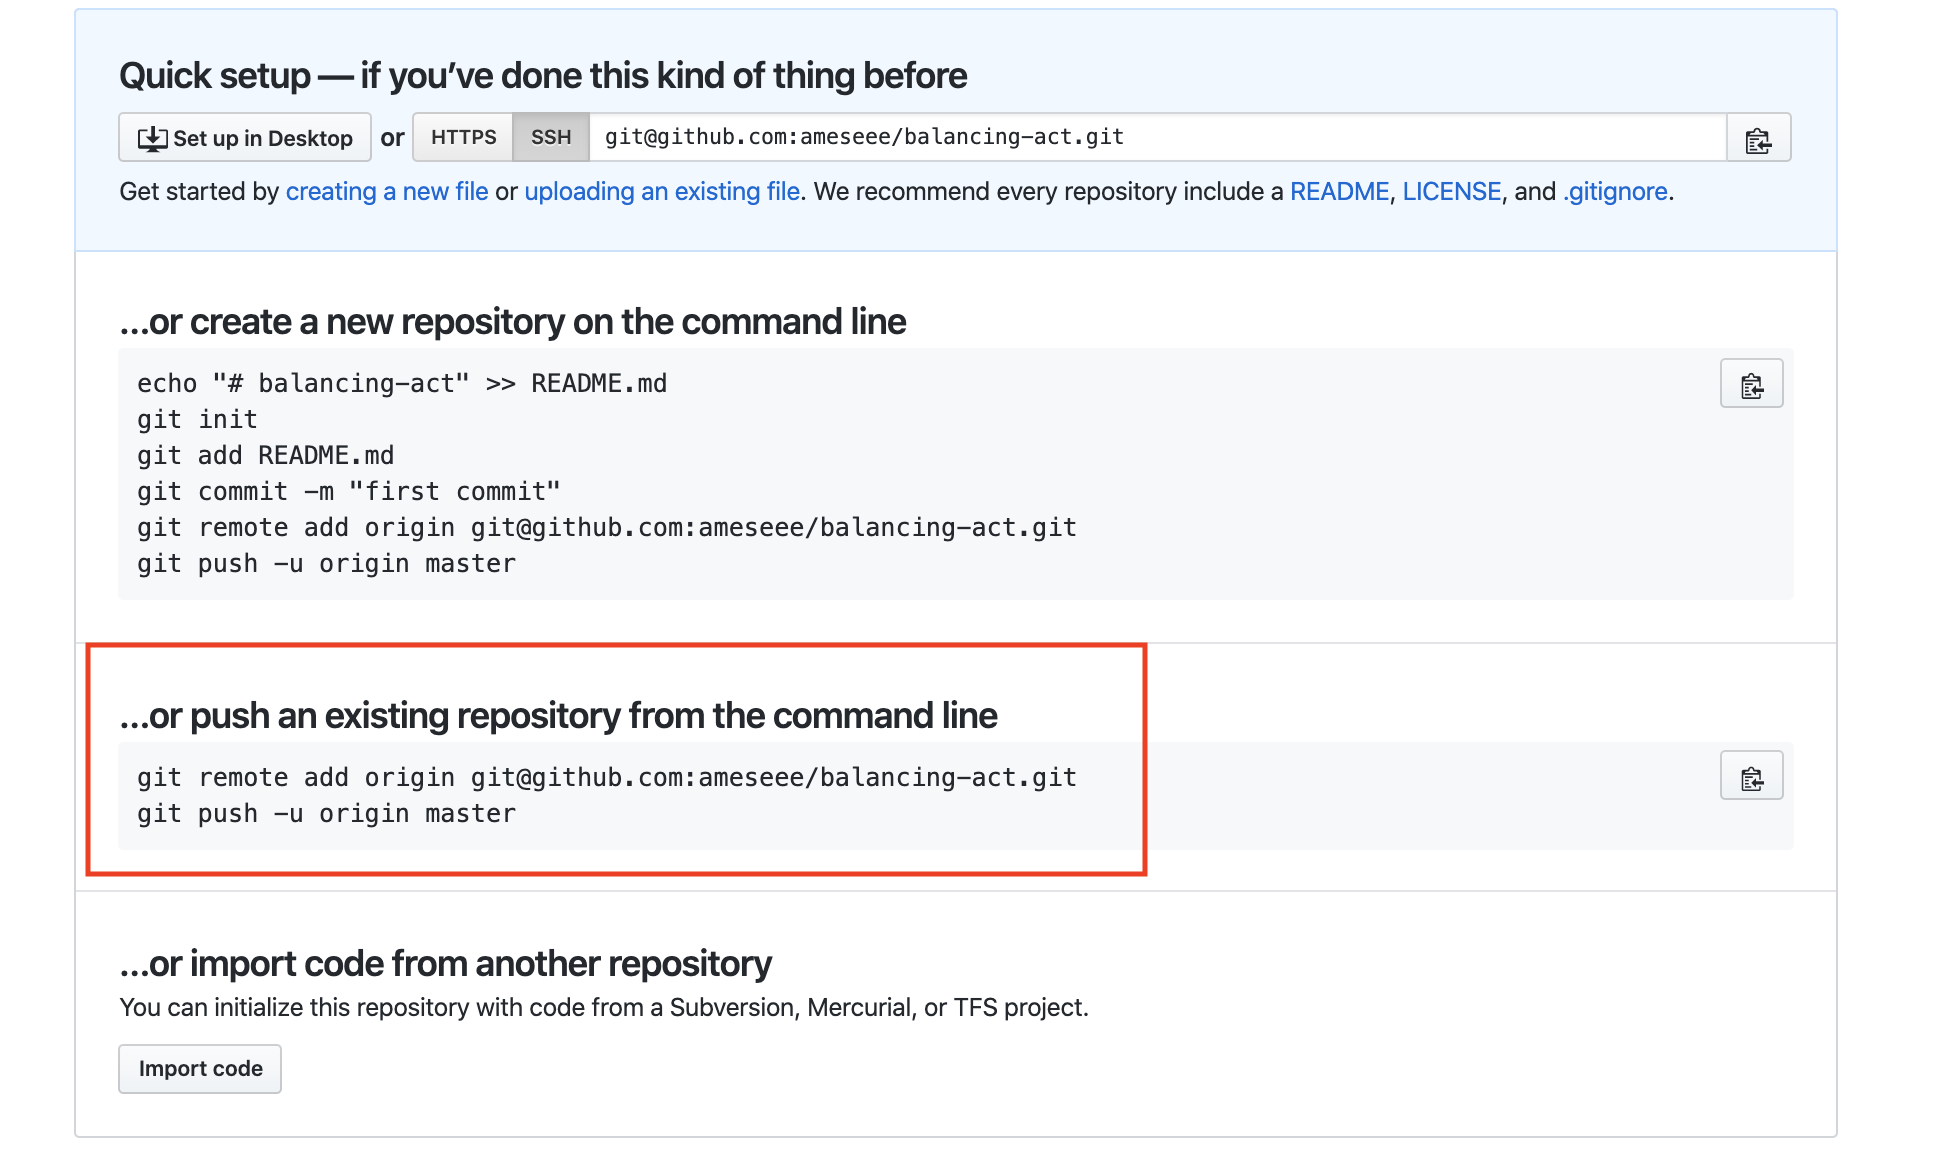 Quick setup — if you’ve done this kind of thing before
Set up in Desktop or HTTPS SSH git@github.com:ameseee/balancing-act.git
Get started by creating a new file or uploading an existing file. We recommend every repository include a README, LICENSE, and .gitignore.
…or create a new repository on the command line
echo "# balancing-act" >> README.md
git init
git add README.md
git commit -m "first commit"
git remote add origin git@github.com:ameseee/balancing-act.git
git push -u origin master
…or push an existing repository from the command line
git remote add origin git@github.com:ameseee/balancing-act.git
git push -u origin master
…or import code from another repository
You can initialize this repository with code from a Subversion, Mercurial, or TFS project.
Import code